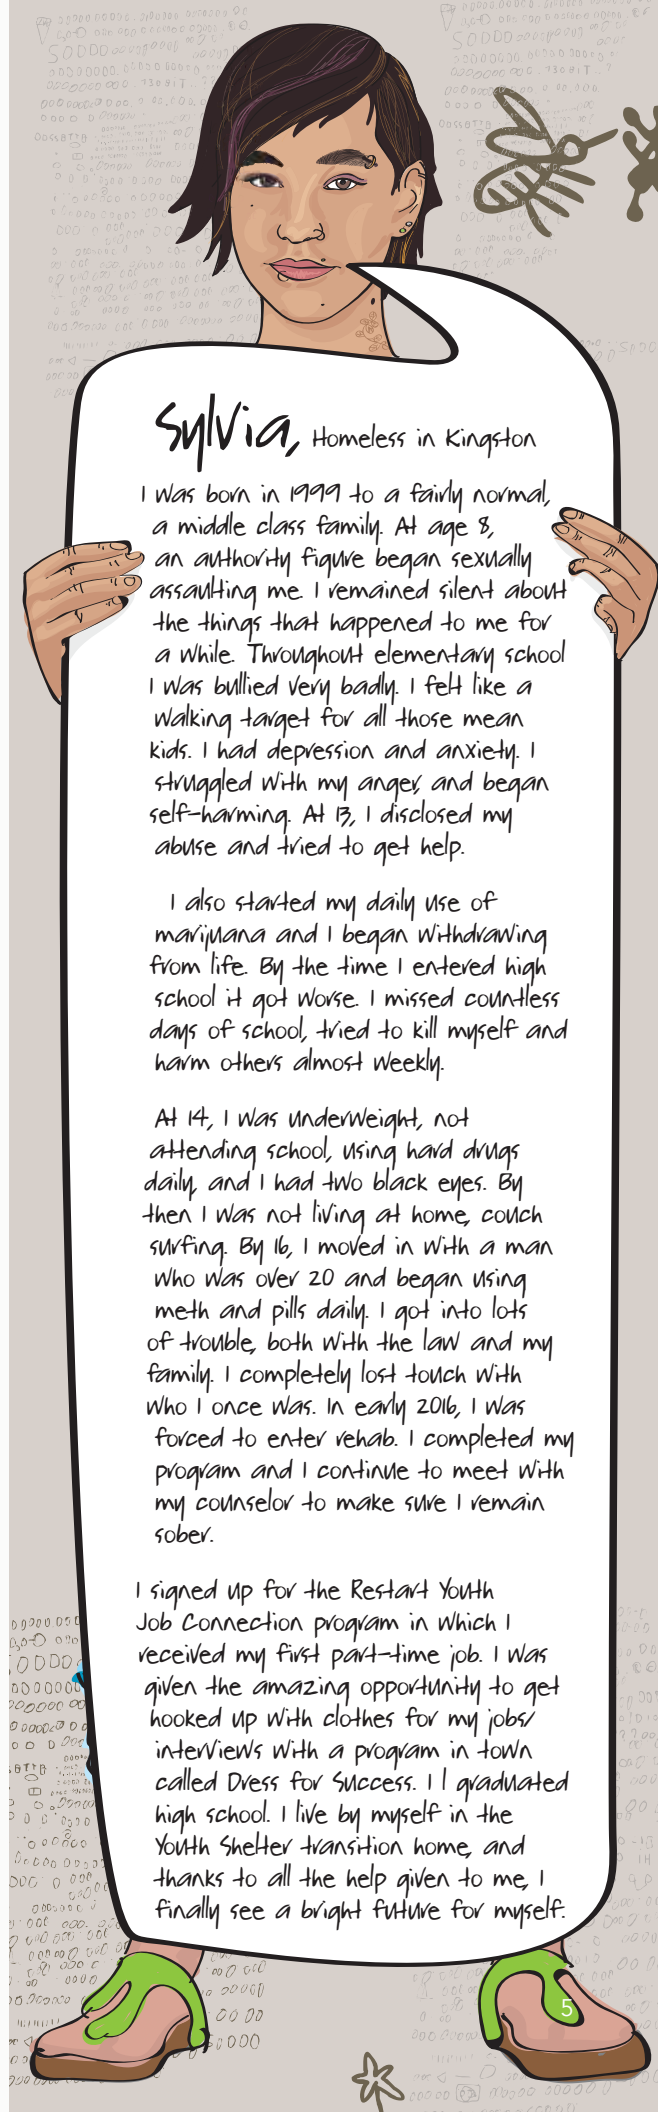 Sylvia, Homeless in Kingston
I was born in 1999 to a fairly normal,
a middle class family. At age 8,
an authority figure began sexually
assaulting me. I remained silent about
the things that happened to me for
a while. Throughout elementary school
I was bullied very badly. I felt like a
walking target for all those mean
kids. I had depression and anxiety. I
struggled with my anger, and began
self-harming. At 13, I disclosed my
abuse and tried to get help.
I also started my daily use of
marijuana and I began withdrawing
from life. By the time I entered high
school it got worse. I missed countless
days of school, tried to kill myself and
harm others almost weekly.
At 14, I was underweight, not
attending school, using hard drugs
daily, and I had two black eyes. By
then I was not living at home, couch
surfing. By 16, I moved in with a man
who was over 20 and began using
meth and pills daily. I got into lots
of trouble, both with the law and my
family. I completely lost touch with
who I once was. In early 2016, I was
forced to enter rehab. I completed my
program and I continue to meet with
my counselor to make sure I remain
sober.
I signed up for the Restart Youth
Job Connection program in which I
received my first part-time job. I was
given the amazing opportunity to get
hooked up with clothes for my jobs/
interviews with a program in town
called Dress for Success. I l graduated
high school. I live by myself in the
Youth Shelter transition home, and
thanks to all the help given to me, I
finally see a bright future for myself.
5